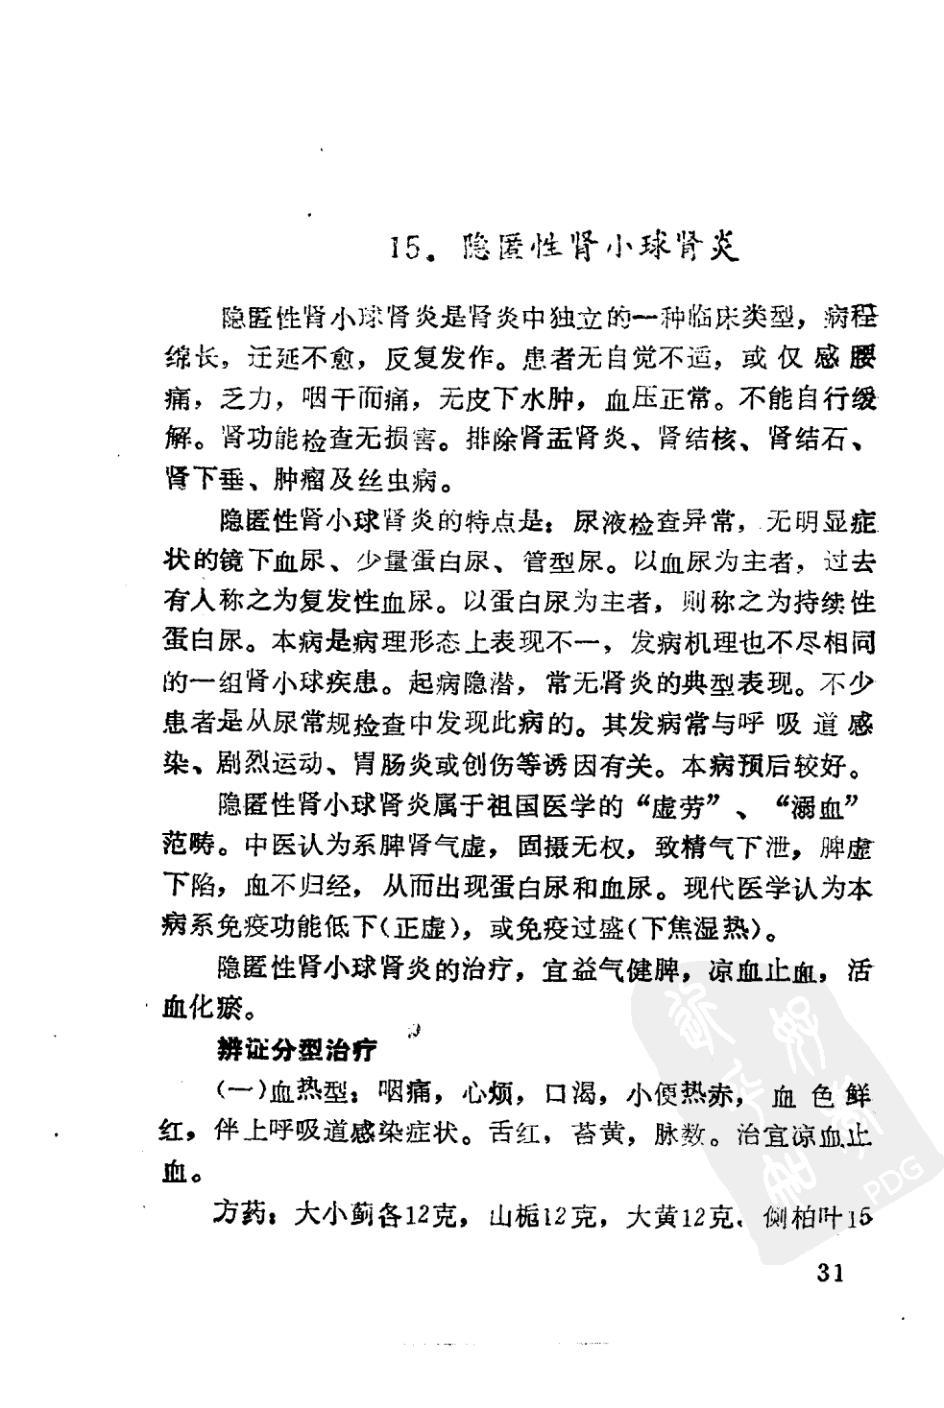 15. 隐匿性肾小球肾炎
隐匿性肾小球肾炎是肾炎中独立的一种临床类型，病程
绵长，迁延不愈，反复发作。患者无自觉不适，或仅感腰
痛，乏力，咽干而痛，无皮下水肿，血压正常。不能自行缓
解。肾功能检查无损害。排除肾盂肾炎、肾结核、肾结石、
肾下垂、肿瘤及丝虫病。
隐匿性肾小球肾炎的特点是：尿液检查异常，无明显症
状的镜下血尿、少量蛋白尿、管型尿。以血尿为主者，过去
有人称之为复发性血尿。以蛋白尿为主者，则称之为持续性
蛋白尿。本病是病理形态上表现不一，发病机理也不尽相同
的一组肾小球疾患。起病隐潜，常无肾炎的典型表现。不少
患者是从尿常规检查中发现此病的。其发病常与呼吸道感
染、剧烈运动、胃肠炎或创伤等诱因有关。本病预后较好。
隐匿性肾小球肾炎属于祖国医学的“虚劳”、“溺血”
范畴。中医认为系脾肾气虚，固摄无权，致精气下泄，脾虚
下陷，血不归经，从而出现蛋白尿和血尿。现代医学认为本
病系免疫功能低下(正虚)，或免疫过盛(下焦湿热)。
隐匿性肾小球肾炎的治疗，宜益气健脾，凉血止血，活
血化瘀。
辨证分型治疗
(一)血热型：咽痛，心烦，口渴，小便热赤，血色鲜
红，伴上呼吸道感染症状。舌红，苔黄，脉数。治宜凉血止
血。
方药：大小蓟各12克，山栀12克，大黄12克、侧柏叶15
PDG
31